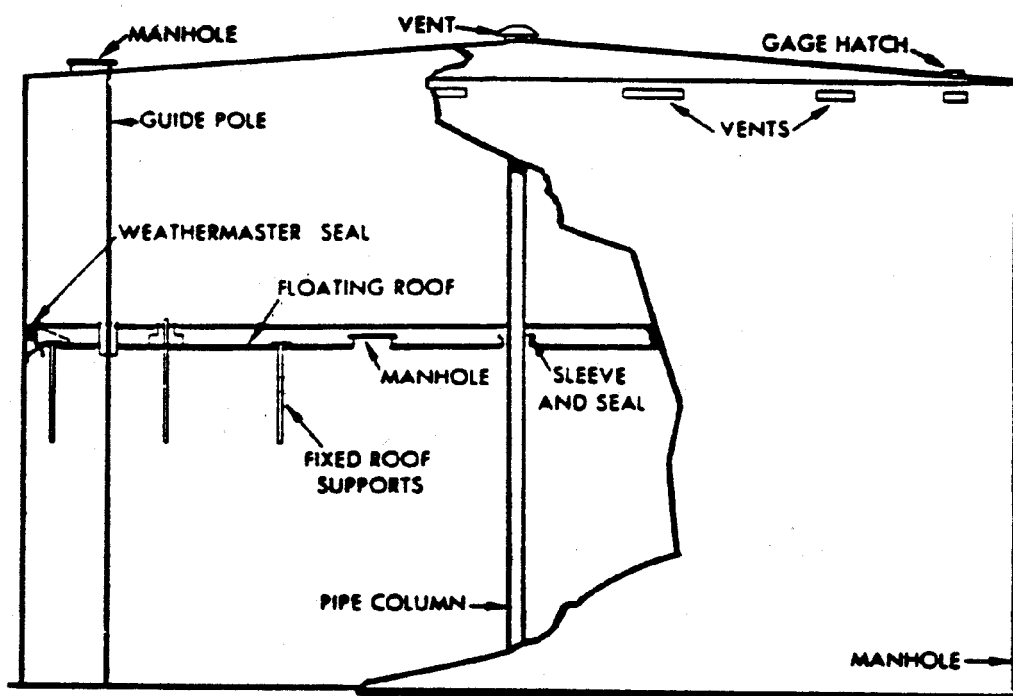 MANHOLE
VENT
GAGE HATCH
GUIDE POLE
VENTS
WEATHERMASTER SEAL
FLOATING ROOF
MANHOLE
SLEEVE
AND SEAL
FIXED ROOF
SUPPORTS
PIPE COLUMN
MANHOLE